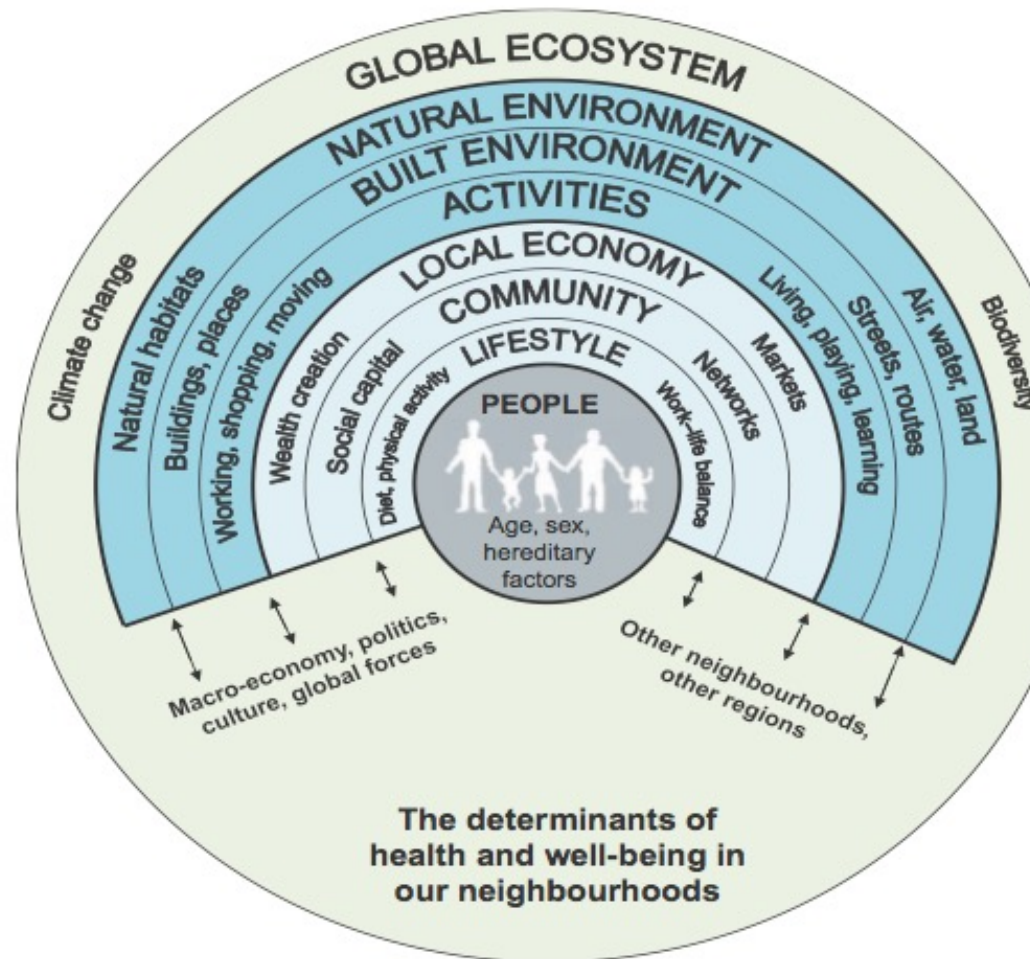 GLOBAL ECOSYSTEM
NATURAL ENVIRONMENT
BUILT ENVIRONMENT
ACTIVITIES
LOCAL ECONOMY
COMMUNITY
LIFESTYLE
PEOPLE
Age, sex,
hereditary
factors
Climate change
Natural habitats
Buildings, places
Working, shopping, moving
Wealth creation
Social capital
Diet, physical activity
Work–life balance
Networks
Markets
Living, playing, learning
Streets, routes
Air, water, land
Biodiversity
Macro-economy, politics,
culture, global forces
Other neighbourhoods,
other regions
The determinants of
health and well-being in
our neighbourhoods